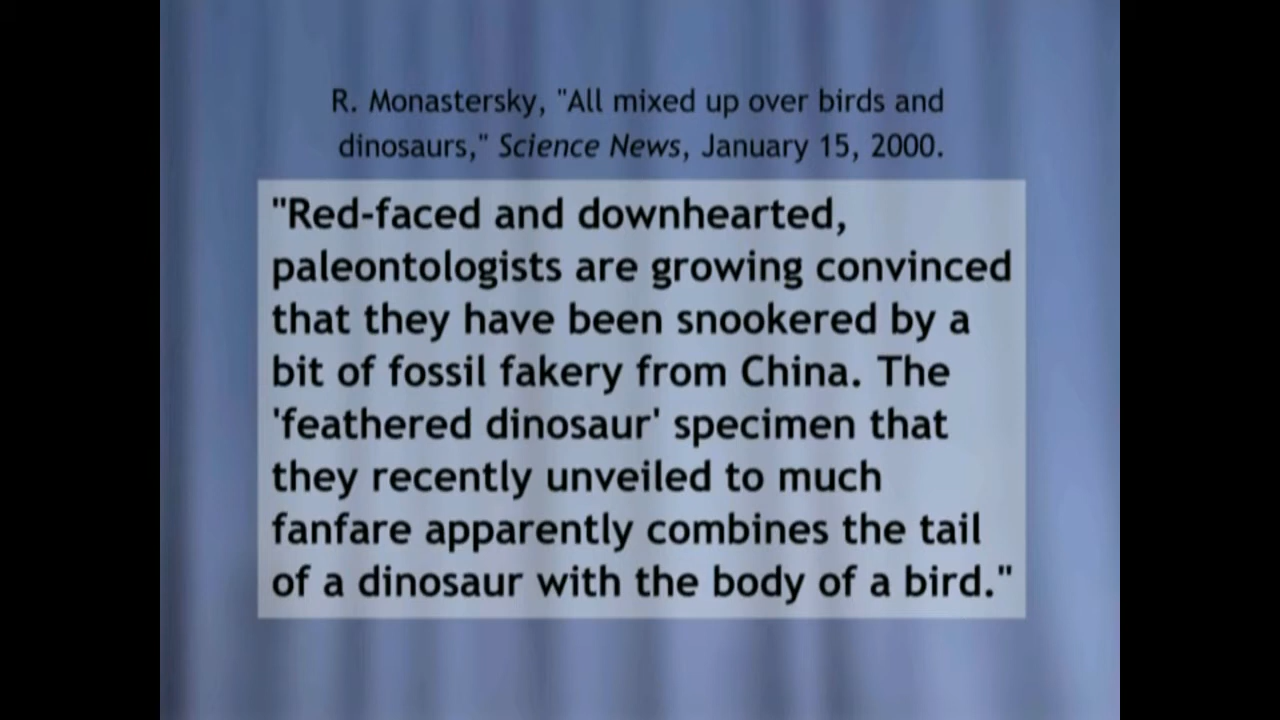 R. Monastersky, "All mixed up over birds and
dinosaurs," Science News, January 15, 2000.
"Red-faced and downhearted,
paleontologists are growing convinced
that they have been snookered by a
bit of fossil fakery from China. The
'feathered dinosaur' specimen that
they recently unveiled to much
fanfare apparently combines the tail
of a dinosaur with the body of a bird."